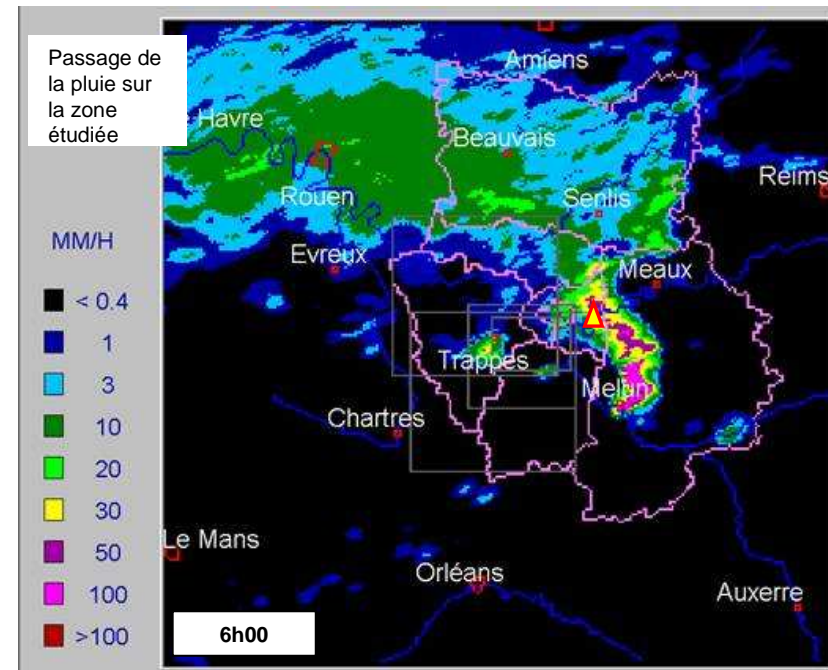 Passage de
la pluie sur
la zone
étudiée
Amiens
Havre
Beauvais
Reims
Rouen
Senlis
MM/H
Evreux
Meaux
< 0.4
1
3
Trappes
Melun
10
Chartres
20
30
Le Mans
50
Orléans
100
Auxerre
>100
6h00